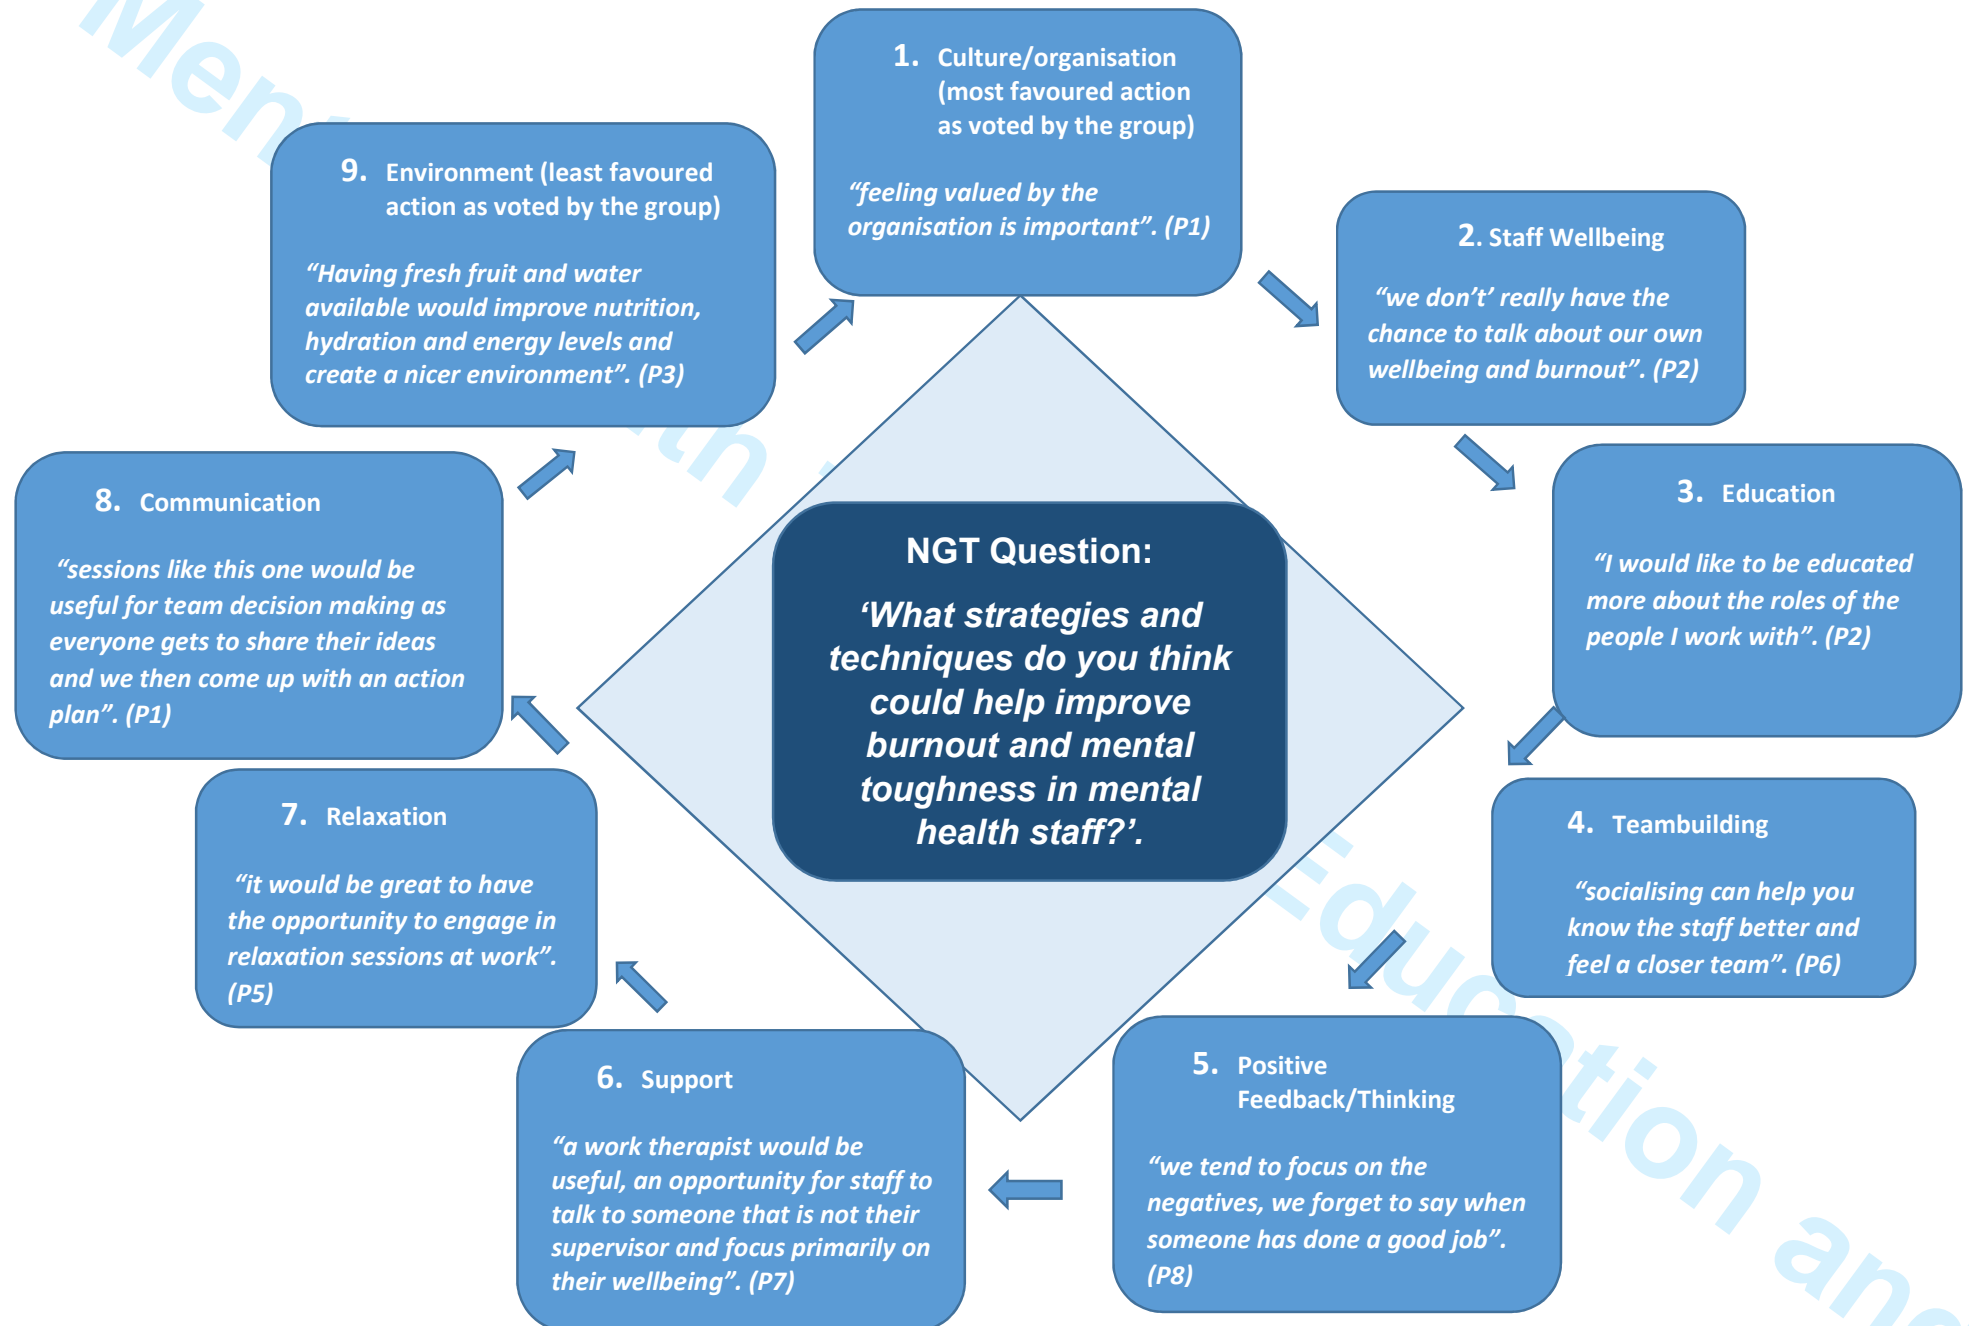 1. Culture/organisation
(most favoured action
as voted by the group)
“feeling valued by the
organisation is important”. (P1)
2. Staff Wellbeing
“we don’t’ really have the
chance to talk about our own
wellbeing and burnout”. (P2)
3. Education
“I would like to be educated
more about the roles of the
people I work with”. (P2)
4. Teambuilding
“socialising can help you
know the staff better and
feel a closer team”. (P6)
5. Positive
Feedback/Thinking
“we tend to focus on the
negatives, we forget to say when
someone has done a good job”.
(P8)
6. Support
“a work therapist would be
useful, an opportunity for staff to
talk to someone that is not their
supervisor and focus primarily on
their wellbeing”. (P7)
7. Relaxation
“it would be great to have
the opportunity to engage in
relaxation sessions at work”.
(P5)
8. Communication
“sessions like this one would be
useful for team decision making as
everyone gets to share their ideas
and we then come up with an action
plan”. (P1)
9. Environment (least favoured
action as voted by the group)
“Having fresh fruit and water
available would improve nutrition,
hydration and energy levels and
create a nicer environment”. (P3)
NGT Question:
‘What strategies and
techniques do you think
could help improve
burnout and mental
toughness in mental
health staff?’.
Education